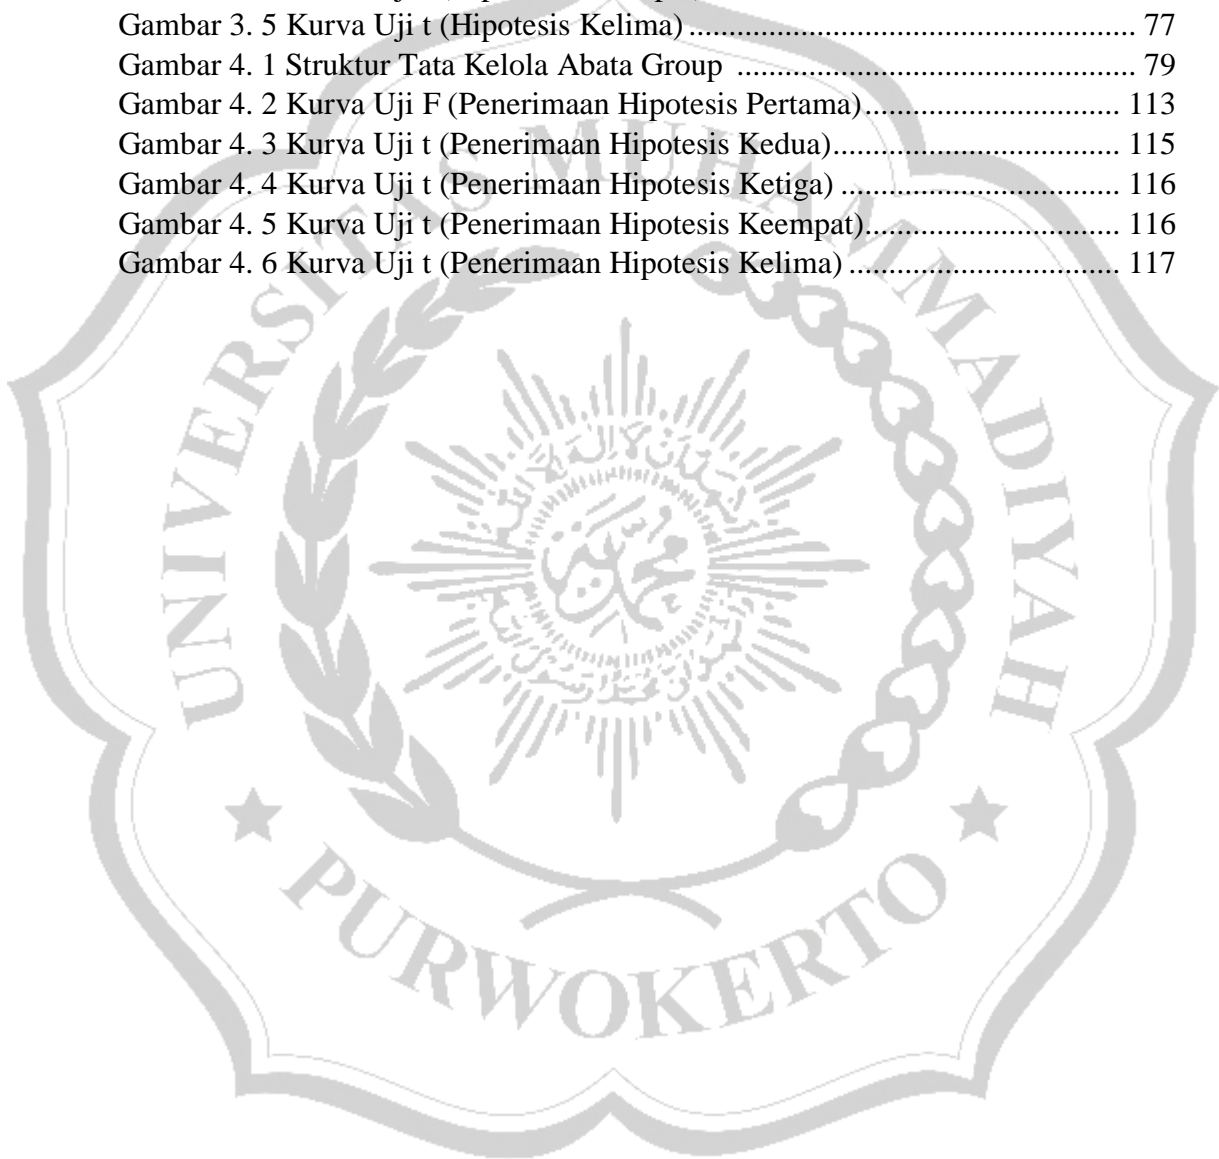 Gambar 3. 5 Kurva Uji t (Hipotesis Kelima) ........................................................ 77
Gambar 4. 1 Struktur Tata Kelola Abata Group .................................................. 79
Gambar 4. 2 Kurva Uji F (Penerimaan Hipotesis Pertama)................................ 113
Gambar 4. 3 Kurva Uji t (Penerimaan Hipotesis Kedua).................................... 115
Gambar 4. 4 Kurva Uji t (Penerimaan Hipotesis Ketiga) ................................... 116
Gambar 4. 5 Kurva Uji t (Penerimaan Hipotesis Keempat)................................ 116
Gambar 4. 6 Kurva Uji t (Penerimaan Hipotesis Kelima) .................................. 117
UNIVERSITAS MUHAMMADIYAH
PURWOKERTO